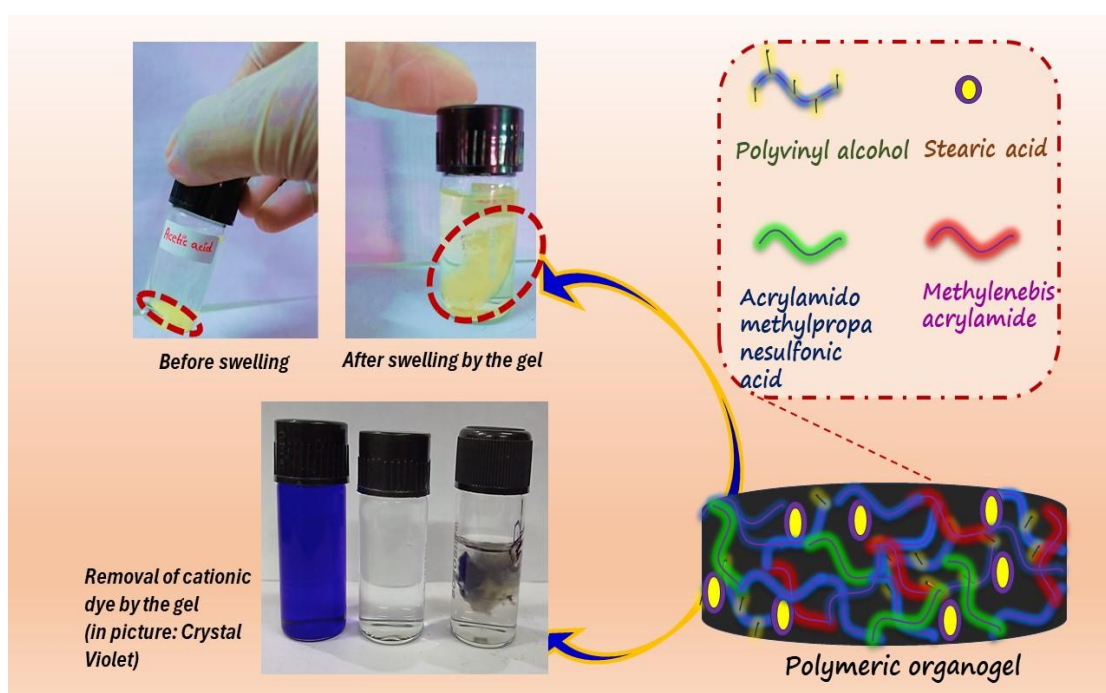 Acetic acid
Before swelling
After swelling by the gel
Removal of cationic
dye by the gel
(in picture: Crystal
Violet)
Polyvinyl alcohol
Stearic acid
Acrylamido
methylpropa
nesulfonic
acid
Methylenebis
acrylamide
Polymeric organogel